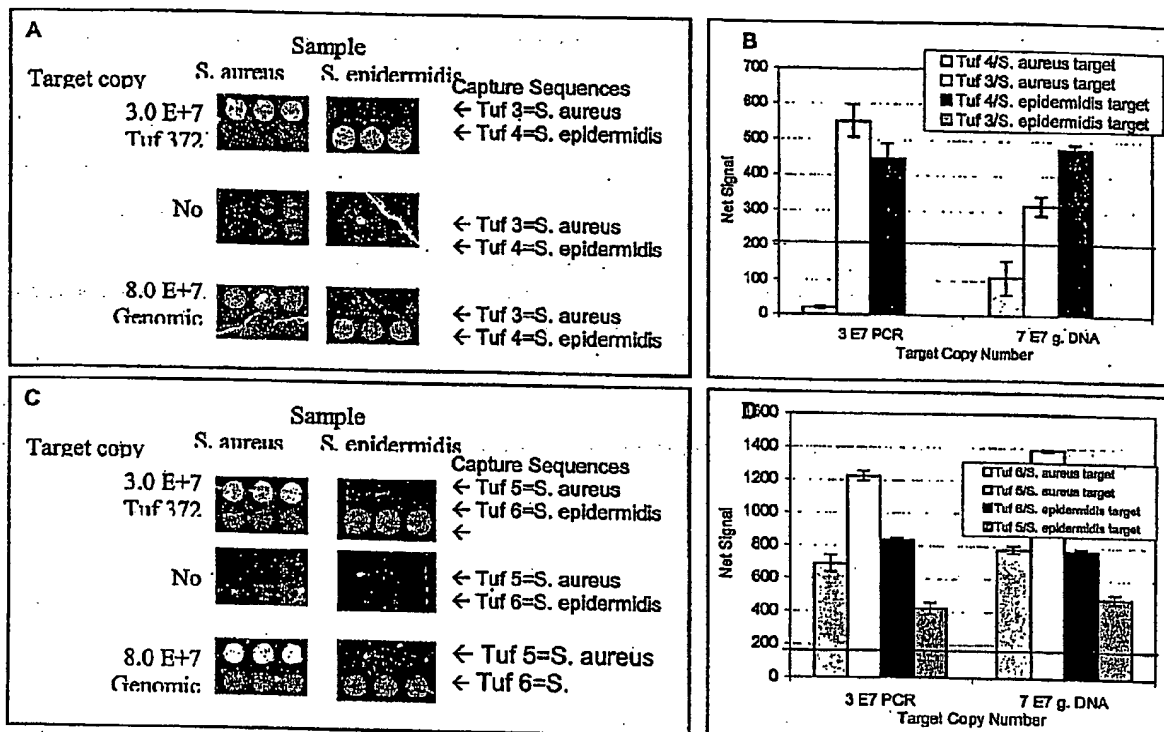 A
Sample
Target copy S. aureus S. epidermidis
Capture Sequences
3.0 E+7 ← Tuf 3=S. aureus
Tuf 372 ← Tuf 4=S. epidermidis
No
← Tuf 3=S. aureus
← Tuf 4=S. epidermidis
8.0 E+7
Genomic
← Tuf 3=S. aureus
← Tuf 4=S. epidermidis
B
Tuf 4/S. aureus target
Tuf 3/S. aureus target
Tuf 4/S. epidermidis target
Tuf 3/S. epidermidis target
700
600
500
400
300
200
100
0
Net Signal
3 E7 PCR 7 E7 g. DNA
Target Copy Number
C
Sample
Target copy S. aureus S. epidermidis
Capture Sequences
3.0 E+7 ← Tuf 5=S. aureus
Tuf 372 ← Tuf 6=S. epidermidis
←
No ← Tuf 5=S. aureus
← Tuf 6=S. epidermidis
8.0 E+7 ← Tuf 5=S. aureus
Genomic ← Tuf 6=S.
D
Tuf 6/S. aureus target
Tuf 5/S. aureus target
Tuf 6/S. epidermidis target
Tuf 5/S. epidermidis target
1600
1400
1200
1000
800
600
400
200
0
Net Signal
3 E7 PCR 7 E7 g. DNA
Target Copy Number